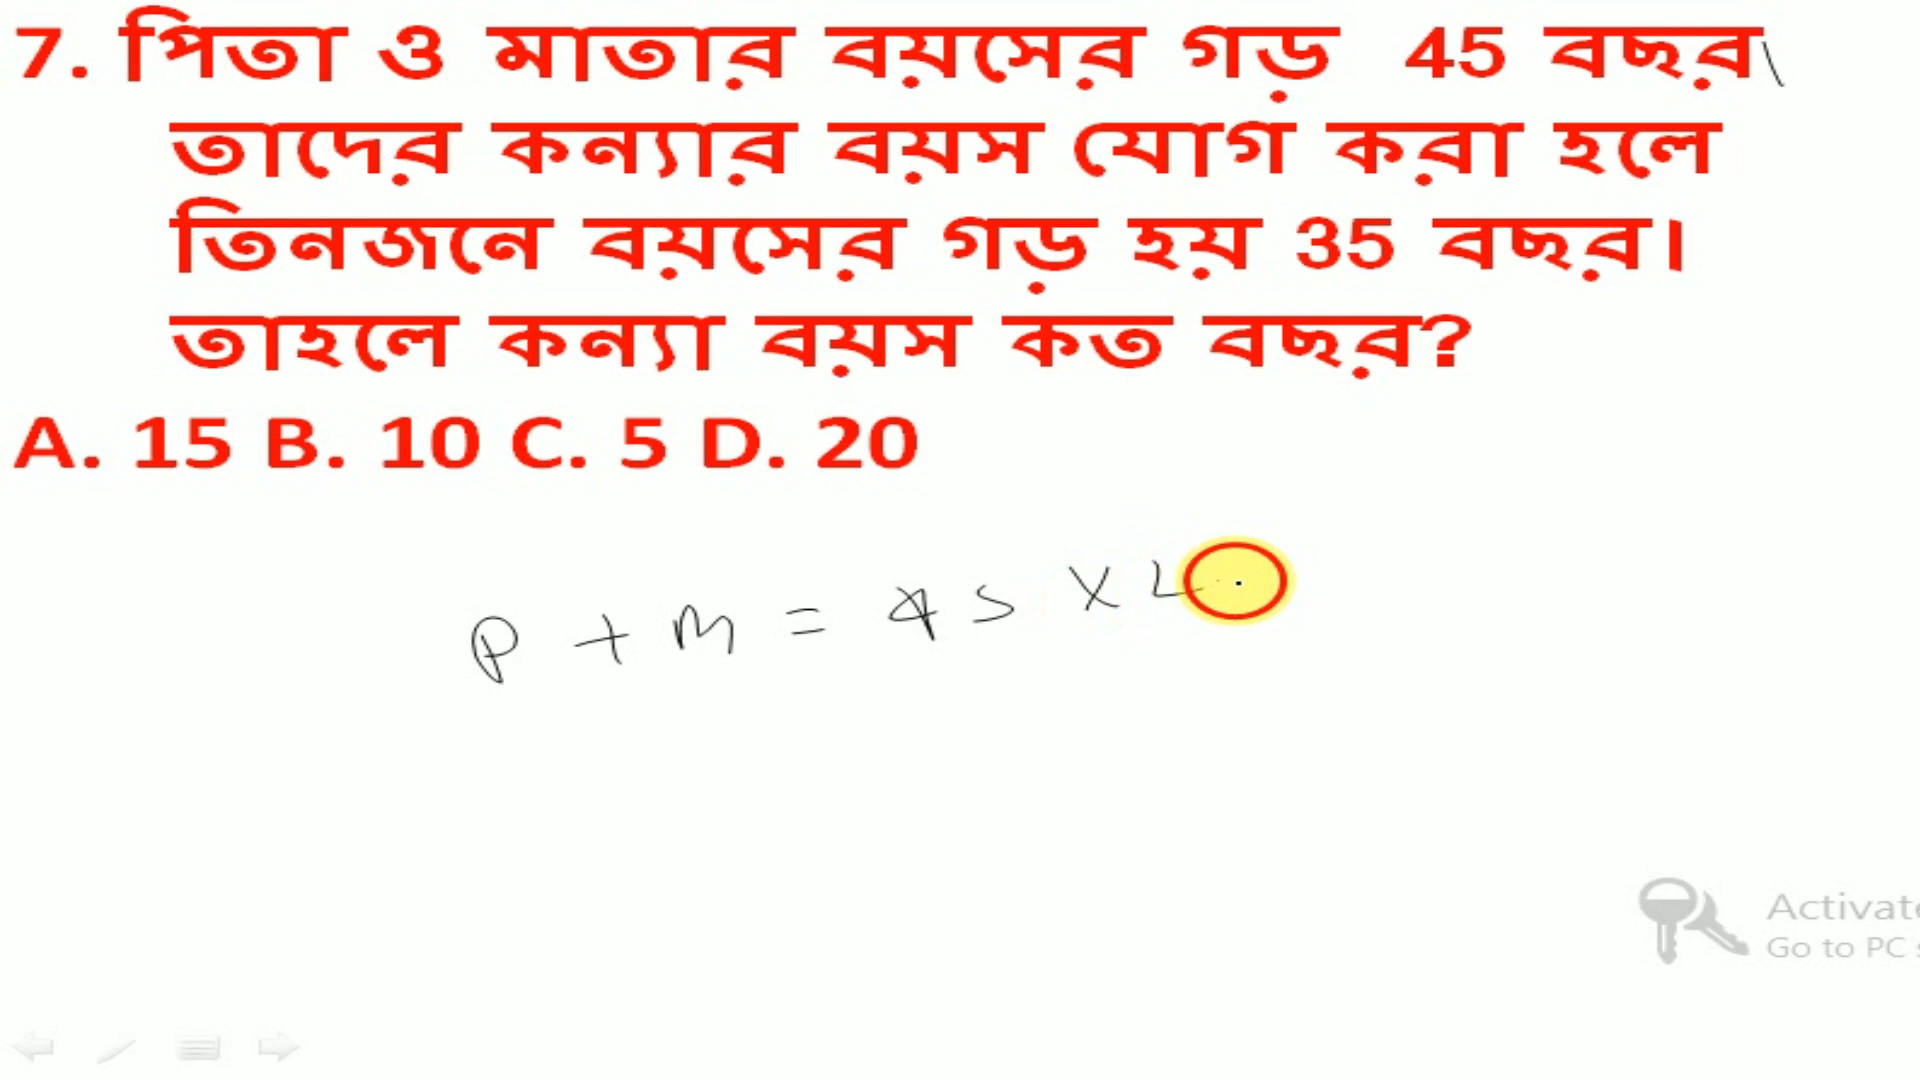 7. পিতা ও মাতার বয়সের গড় 45 বছর।
তাদের কন্যার বয়স যোগ করা হলে
তিনজনে বয়সের গড় হয় 35 বছর।
তাহলে কন্যা বয়স কত বছর?
A. 15 B. 10 C. 5 D. 20
P + M = 45 x 2
Activate
Go to PC s